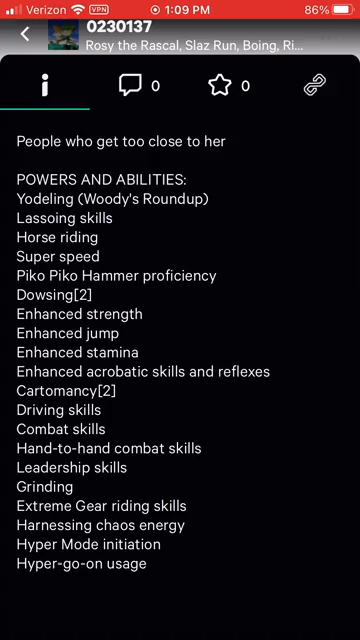 Verizon VPN 1:09 PM 86%
0230137
Rosy the Rascal, Slaz Run, Boing, Ri...
0 0
People who get too close to her
POWERS AND ABILITIES:
Yodeling (Woody's Roundup)
Lassoing skills
Horse riding
Super speed
Piko Piko Hammer proficiency
Dowsing[2]
Enhanced strength
Enhanced jump
Enhanced stamina
Enhanced acrobatic skills and reflexes
Cartomancy[2]
Driving skills
Combat skills
Hand-to-hand combat skills
Leadership skills
Grinding
Extreme Gear riding skills
Harnessing chaos energy
Hyper Mode initiation
Hyper-go-on usage